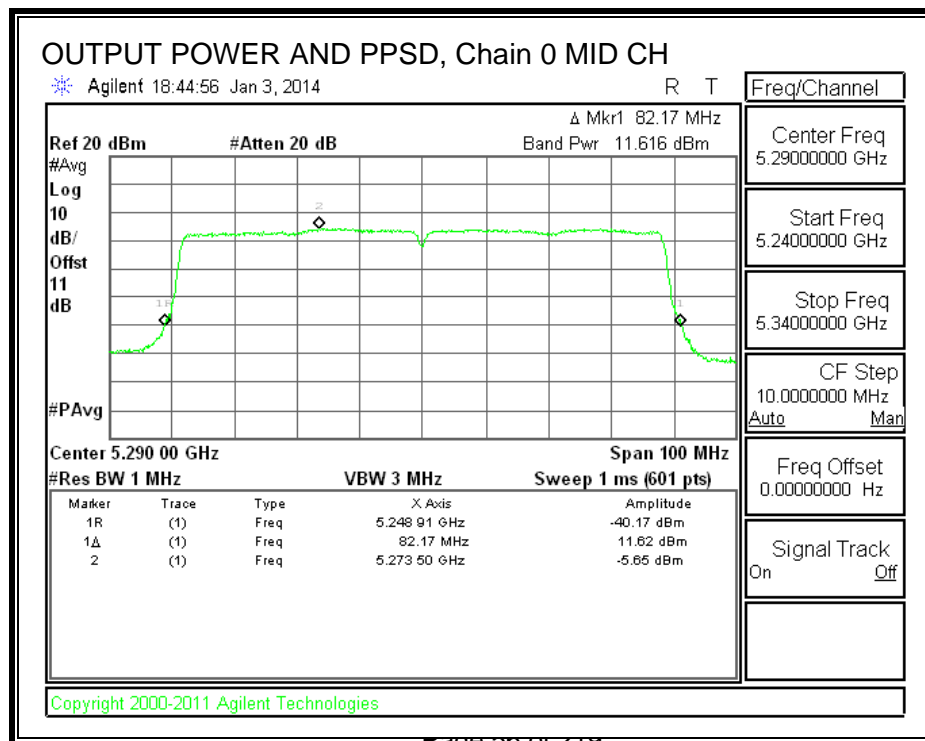 OUTPUT POWER AND PPSD, Chain 0 MID CH
Agilent 18:44:56 Jan 3, 2014 R T
Δ Mkr1 82.17 MHz
Ref 20 dBm #Atten 20 dB Band Pwr 11.616 dBm
#Avg
Log
10
dB/
Offst
11
dB
2
1R
1
#PAvg
Center 5.290 00 GHz Span 100 MHz
#Res BW 1 MHz VBW 3 MHz Sweep 1 ms (601 pts)
Marker Trace Type X Axis Amplitude
1R (1) Freq 5.248 91 GHz -40.17 dBm
1Δ (1) Freq 82.17 MHz 11.62 dBm
2 (1) Freq 5.273 50 GHz -5.65 dBm
Freq/Channel
Center Freq
5.29000000 GHz
Start Freq
5.24000000 GHz
Stop Freq
5.34000000 GHz
CF Step
10.0000000 MHz
Auto Man
Freq Offset
0.00000000 Hz
Signal Track
On Off
Copyright 2000-2011 Agilent Technologies